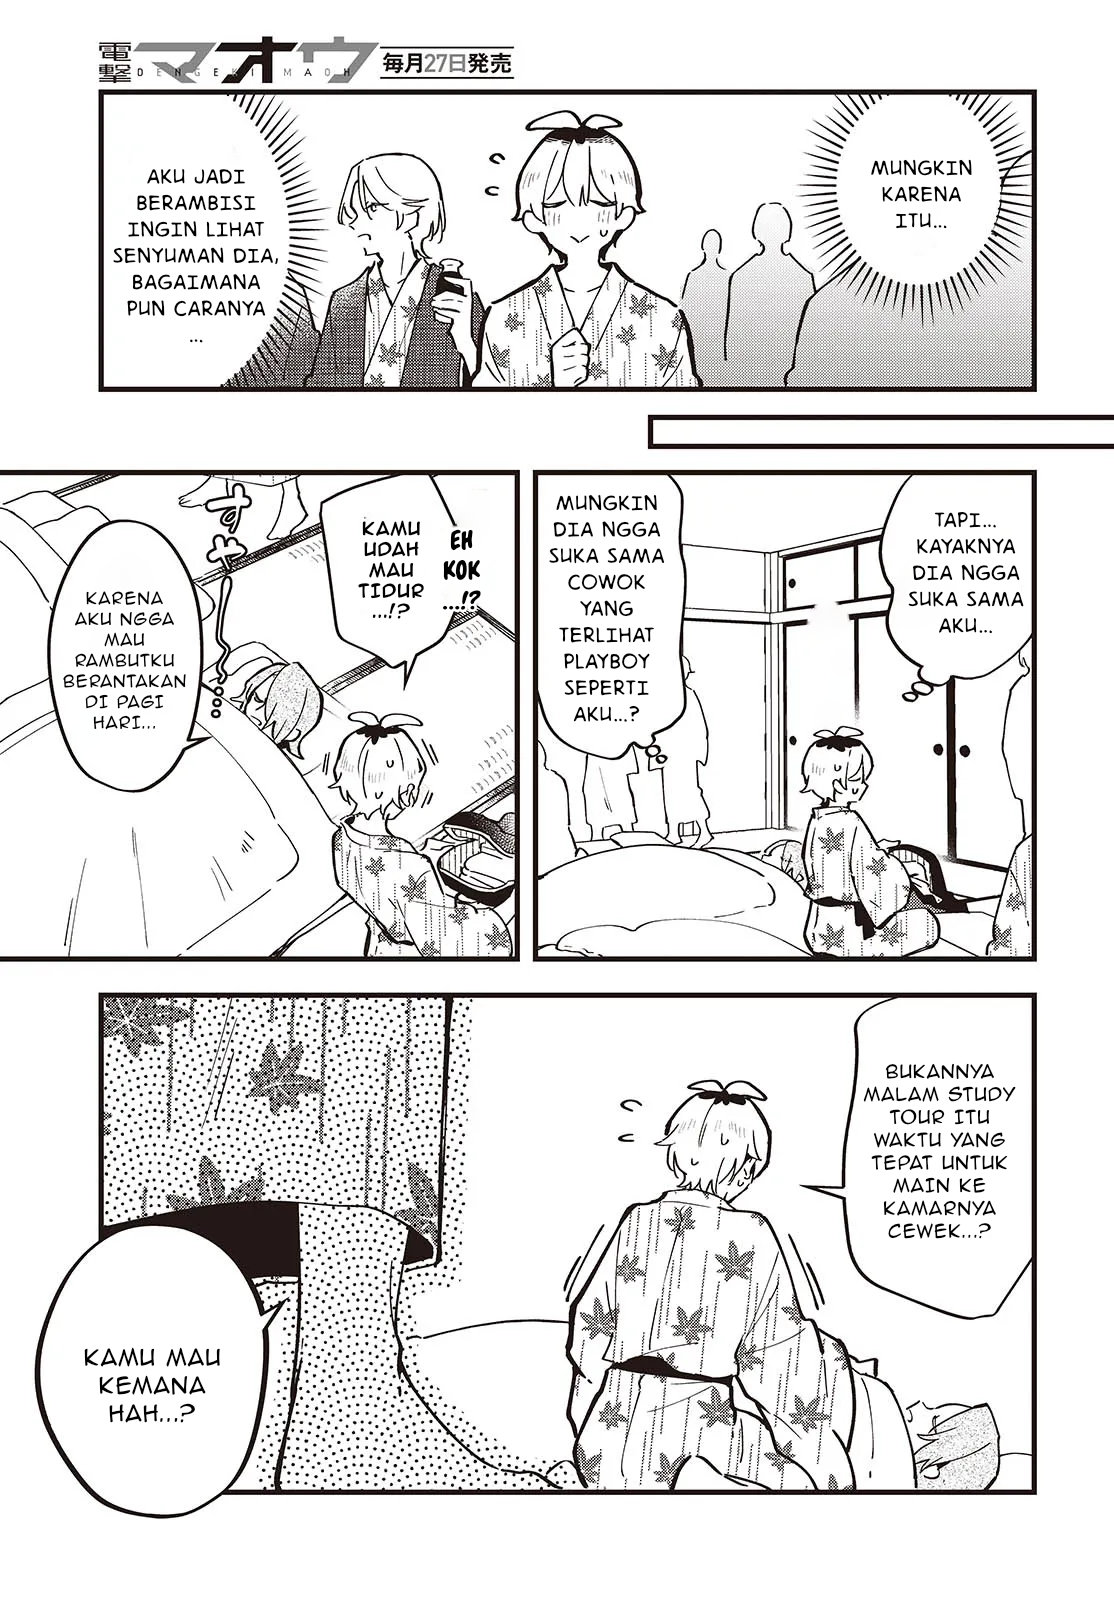 電撃マオウ
DENGEKI MAOH
毎月27日発売
MUNGKIN
KARENA
ITU...
AKU JADI
BERAMBISI
INGIN LIHAT
SENYUMAN DIA,
BAGAIMANA
PUN CARANYA
...
TAPI...
KAYAKNYA
DIA NGGA
SUKA SAMA
AKU...
MUNGKIN
DIA NGGA
SUKA SAMA
COWOK
YANG
TERLIHAT
PLAYBOY
SEPERTI
AKU...?
EH
KOK
...!?
KAMU
UDAH
MAU
TIDUR
...!?
すやぁ...
KARENA
AKU NGGA
MAU
RAMBUTKU
BERANTAKAN
DI PAGI
HARI...
BUKANNYA
MALAM STUDY
TOUR ITU
WAKTU YANG
TEPAT UNTUK
MAIN KE
KAMARNYA
CEWEK...?
KAMU MAU
KEMANA
HAH...?